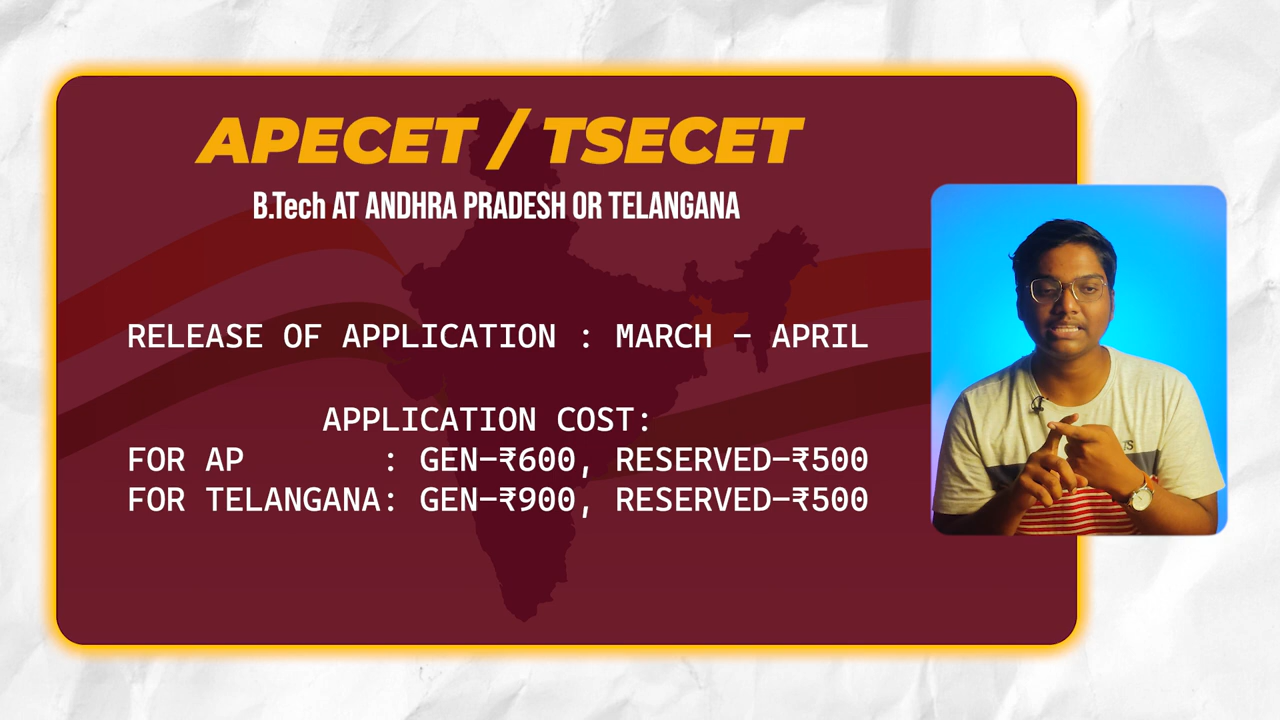 APECET / TSECET
B.Tech AT ANDHRA PRADESH OR TELANGANA
RELEASE OF APPLICATION : MARCH – APRIL
APPLICATION COST:
FOR AP : GEN–₹600, RESERVED–₹500
FOR TELANGANA: GEN–₹900, RESERVED–₹500